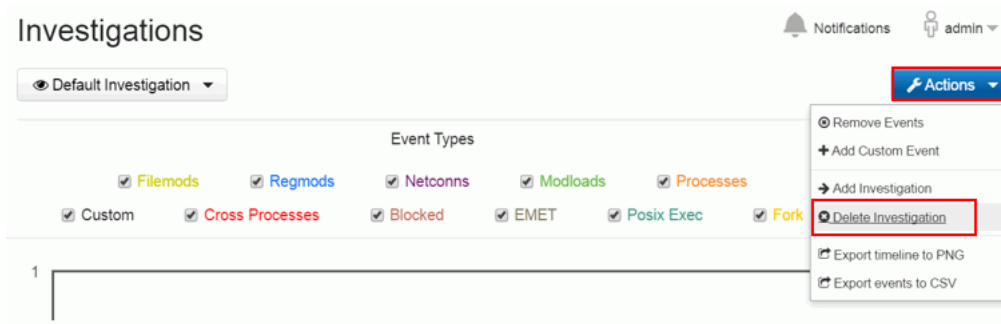 Investigations
Notifications
admin
Default Investigation
Actions
Remove Events
Add Custom Event
Add Investigation
Delete Investigation
Export timeline to PNG
Export events to CSV
Event Types
Filemods Regmods Netconns Modloads Processes
Custom Cross Processes Blocked EMET Posix Exec Fork
1